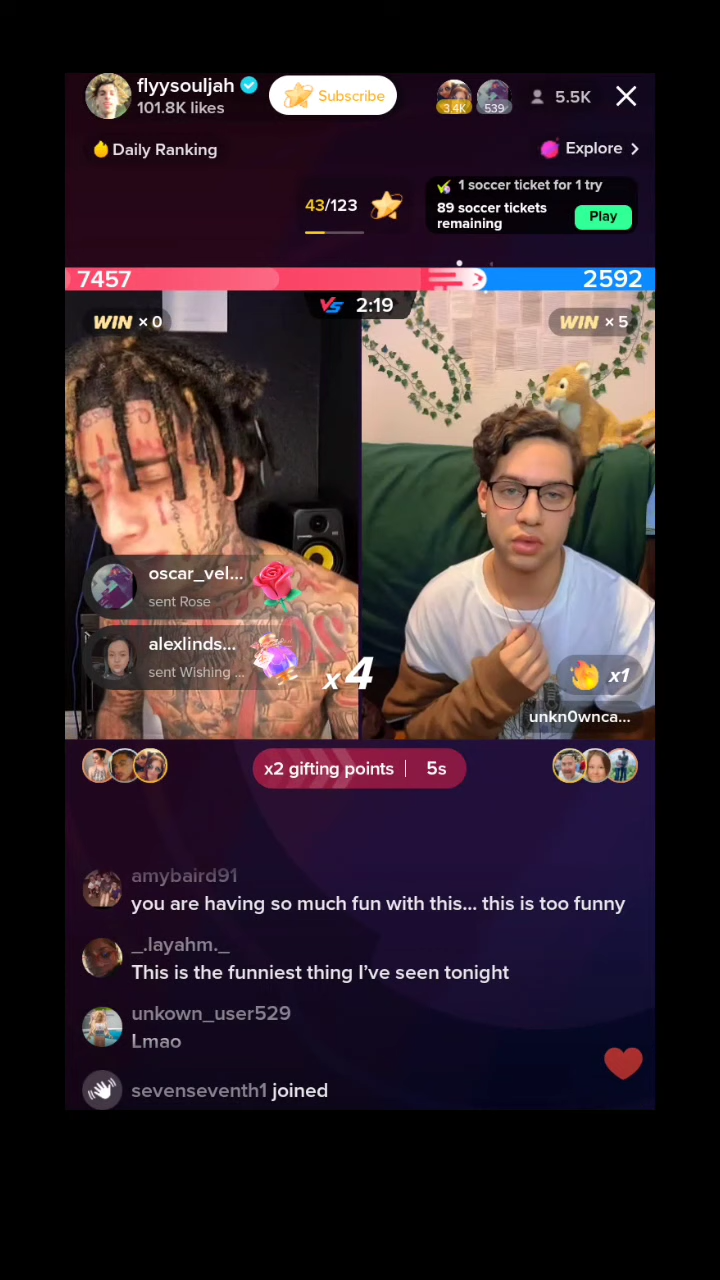 flyysouljah
101.8K likes
Subscribe
3.4K
539
5.5K
Daily Ranking
Explore
43/123
1 soccer ticket for 1 try
89 soccer tickets
remaining
Play
7457
2592
VS 2:19
WIN × 0
WIN × 5
oscar_vel...
sent Rose
alexlinds...
sent Wishing ...
x4
x1
unkn0wnca...
x2 gifting points | 5s
amybaird91
you are having so much fun with this... this is too funny
_.layahm._
This is the funniest thing I've seen tonight
unkown_user529
Lmao
sevenseventh1 joined